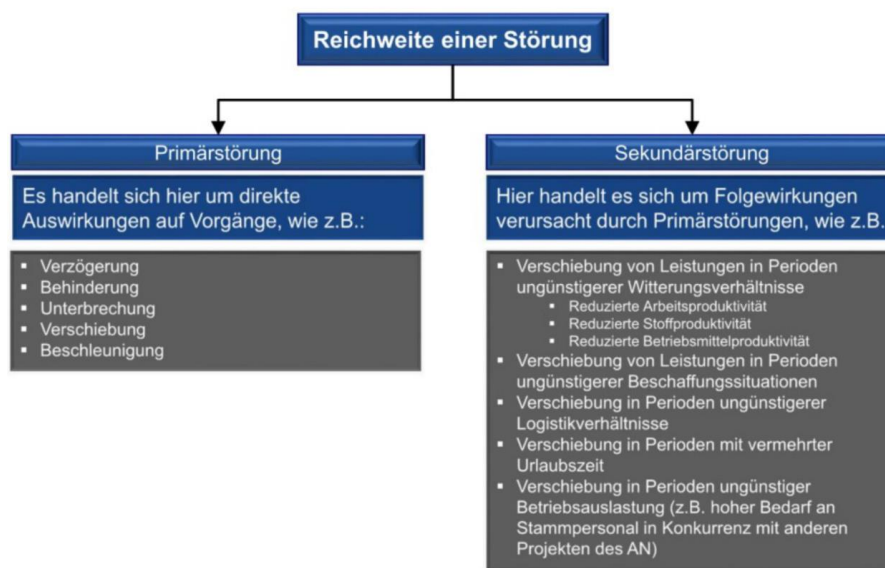 Reichweite einer Störung
Primärstörung
Es handelt sich hier um direkte
Auswirkungen auf Vorgänge, wie z.B.:
▪ Verzögerung
▪ Behinderung
▪ Unterbrechung
▪ Verschiebung
▪ Beschleunigung
Sekundärstörung
Hier handelt es sich um Folgewirkungen
verursacht durch Primärstörungen, wie z.B.
▪ Verschiebung von Leistungen in Perioden
ungünstigerer Witterungsverhältnisse
▪ Reduzierte Arbeitsproduktivität
▪ Reduzierte Stoffproduktivität
▪ Reduzierte Betriebsmittelproduktivität
▪ Verschiebung von Leistungen in Perioden
ungünstigerer Beschaffungssituationen
▪ Verschiebung in Perioden ungünstigerer
Logistikverhältnisse
▪ Verschiebung in Perioden mit vermehrter
Urlaubszeit
▪ Verschiebung in Perioden ungünstiger
Betriebsauslastung (z.B. hoher Bedarf an
Stammpersonal in Konkurrenz mit anderen
Projekten des AN)